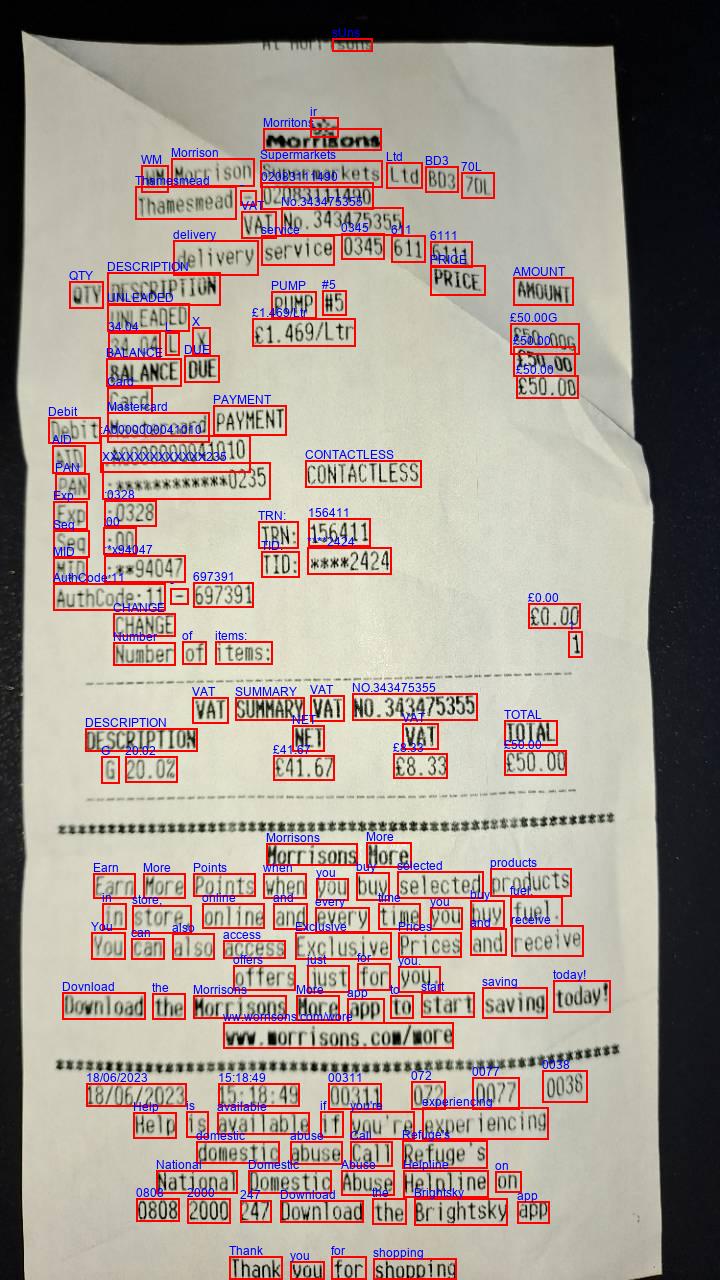 At Morrisons
Morrisons
WM Morrison Supermarkets Ltd BD3 7DL
Thamesmead - 02083111490
VAT No.343475355
delivery service 0345 611 6111
QTY DESCRIPTION PRICE AMOUNT
UNLEADED PUMP #5
34.04 L X £1.469/Ltr £50.00G
BALANCE DUE £50.00
Card £50.00
Debit Mastercard PAYMENT
AID :A0000000041010
PAN :************0235 CONTACTLESS
Exp :0328
Seq :00 TRN: 156411
MID :**94047 TID: ****2424
AuthCode:11 - 697391
CHANGE £0.00
Number of items: 1
VAT SUMMARY VAT NO.343475355
DESCRIPTION NET VAT TOTAL
G 20.0% £41.67 £8.33 £50.00
Morrisons More
Earn More Points when you buy selected products
in store, online and every time you buy fuel.
You can also access Exclusive Prices and receive
offers just for you.
Download the Morrisons More app to start saving today!
www.morrisons.com/more
18/06/2023 15:18:49 00311 072 0077 0038
Help is available if you're experiencing
domestic abuse Call Refuge's
National Domestic Abuse Helpline on
0808 2000 247 Download the Brightsky app
Thank you for shopping